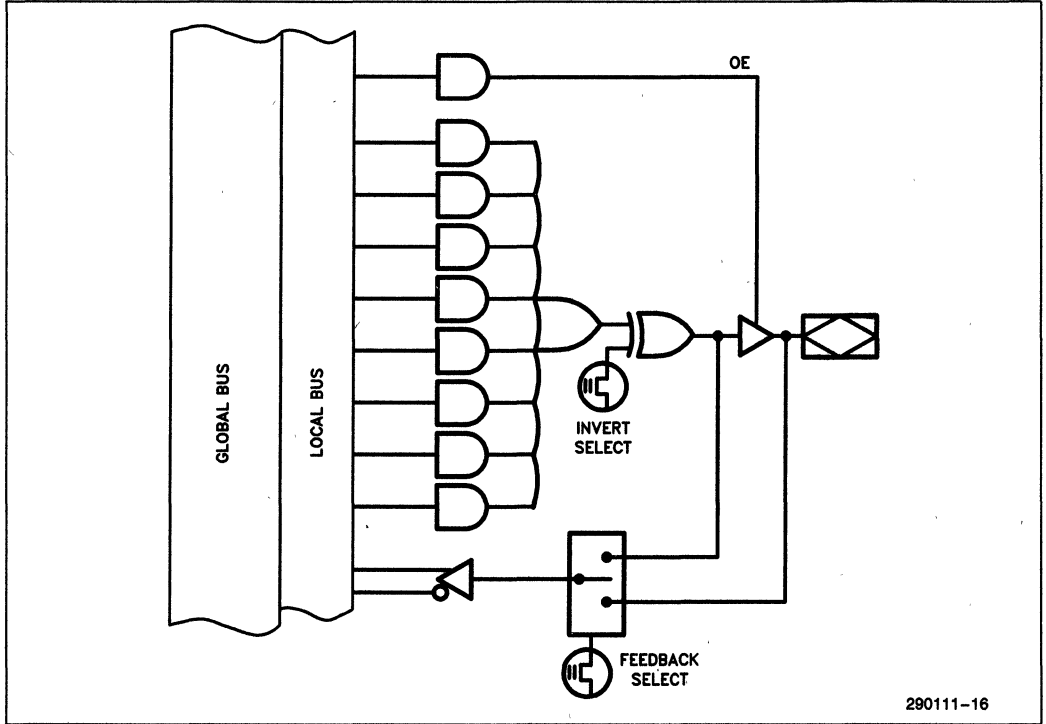 OE
GLOBAL BUS
LOCAL BUS
INVERT
SELECT
FEEDBACK
SELECT
290111-16